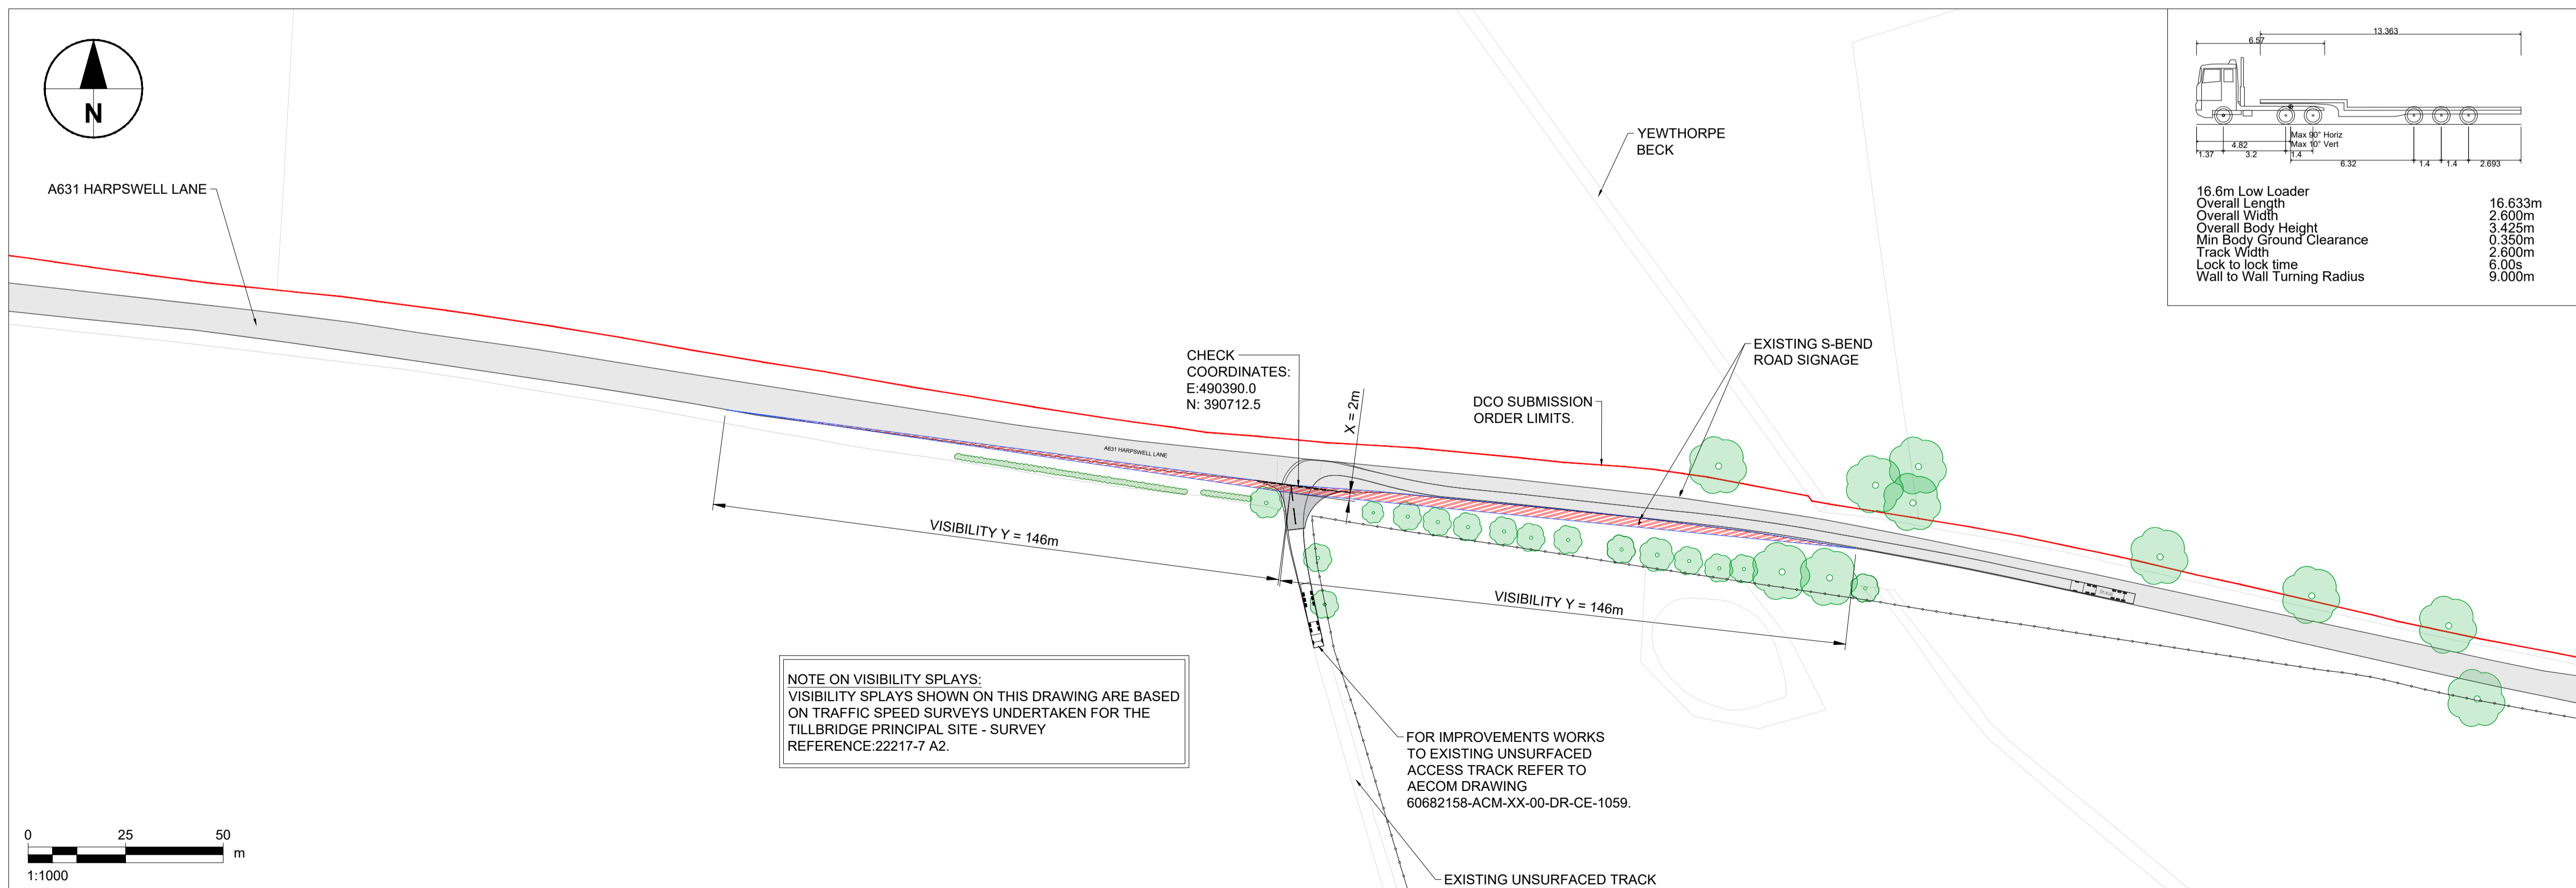 N
A631 HARPSWELL LANE
YEWTHORPE
BECK
CHECK
COORDINATES:
E:490390.0
N: 390712.5
X = 2m
DCO SUBMISSION
ORDER LIMITS.
EXISTING S-BEND
ROAD SIGNAGE
A631 HARPSWELL LANE
VISIBILITY Y = 146m
VISIBILITY Y = 146m
NOTE ON VISIBILITY SPLAYS:
VISIBILITY SPLAYS SHOWN ON THIS DRAWING ARE BASED
ON TRAFFIC SPEED SURVEYS UNDERTAKEN FOR THE
TILLBRIDGE PRINCIPAL SITE - SURVEY
REFERENCE:22217-7 A2.
FOR IMPROVEMENTS WORKS
TO EXISTING UNSURFACED
ACCESS TRACK REFER TO
AECOM DRAWING
60682158-ACM-XX-00-DR-CE-1059.
EXISTING UNSURFACED TRACK
0 25 50
m
1:1000
13.363
6.57
Max 90° Horiz
Max 10° Vert
4.82
1.37 3.2 1.4
6.32 1.4 1.4 2.693
16.6m Low Loader
Overall Length 16.633m
Overall Width 2.600m
Overall Body Height 3.425m
Min Body Ground Clearance 0.350m
Track Width 2.600m
Lock to lock time 6.00s
Wall to Wall Turning Radius 9.000m